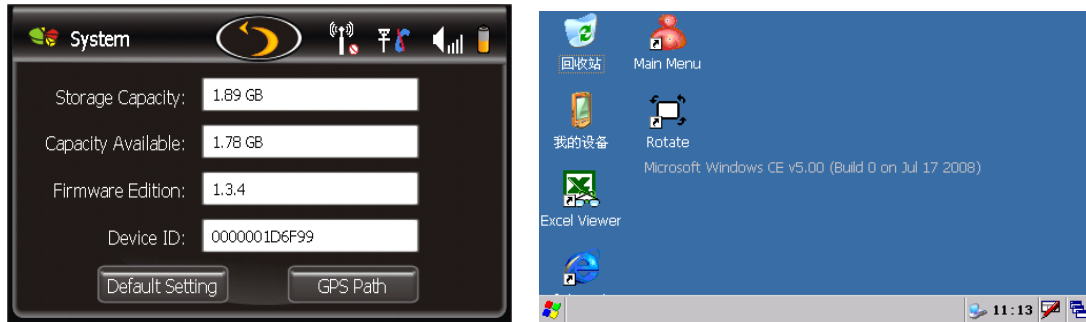 System
Storage Capacity: 1.89 GB
Capacity Available: 1.78 GB
Firmware Edition: 1.3.4
Device ID: 0000001D6F99
Default Setting GPS Path
回收站 Main Menu
我的设备 Rotate
Microsoft Windows CE v5.00 (Build 0 on Jul 17 2008)
Excel Viewer
11:13